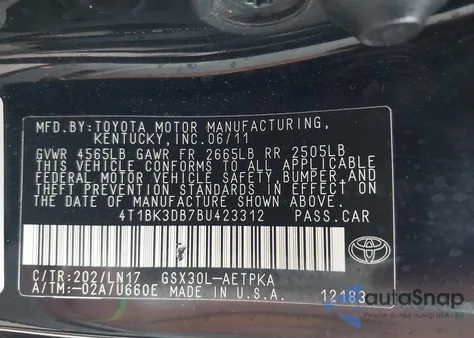 MFD.BY:TOYOTA MOTOR MANUFACTURING,
KENTUCKY,INC.06/11
GVWR 4565LB GAWR FR 2665LB RR 2505LB
THIS VEHICLE CONFORMS TO ALL APPLICABLE
FEDERAL MOTOR VEHICLE SAFETY,BUMPER,AND
THEFT PREVENTION STANDARDS IN EFFECT ON
THE DATE OF MANUFACTURE SHOWN ABOVE.
4T1BK3DB7BU423312 PASS.CAR
C/TR:202/LN17 GSX30L-AETPKA
A/TM:-02A/U660E MADE IN U.S.A. 12183
TOYOTA
autoSnap